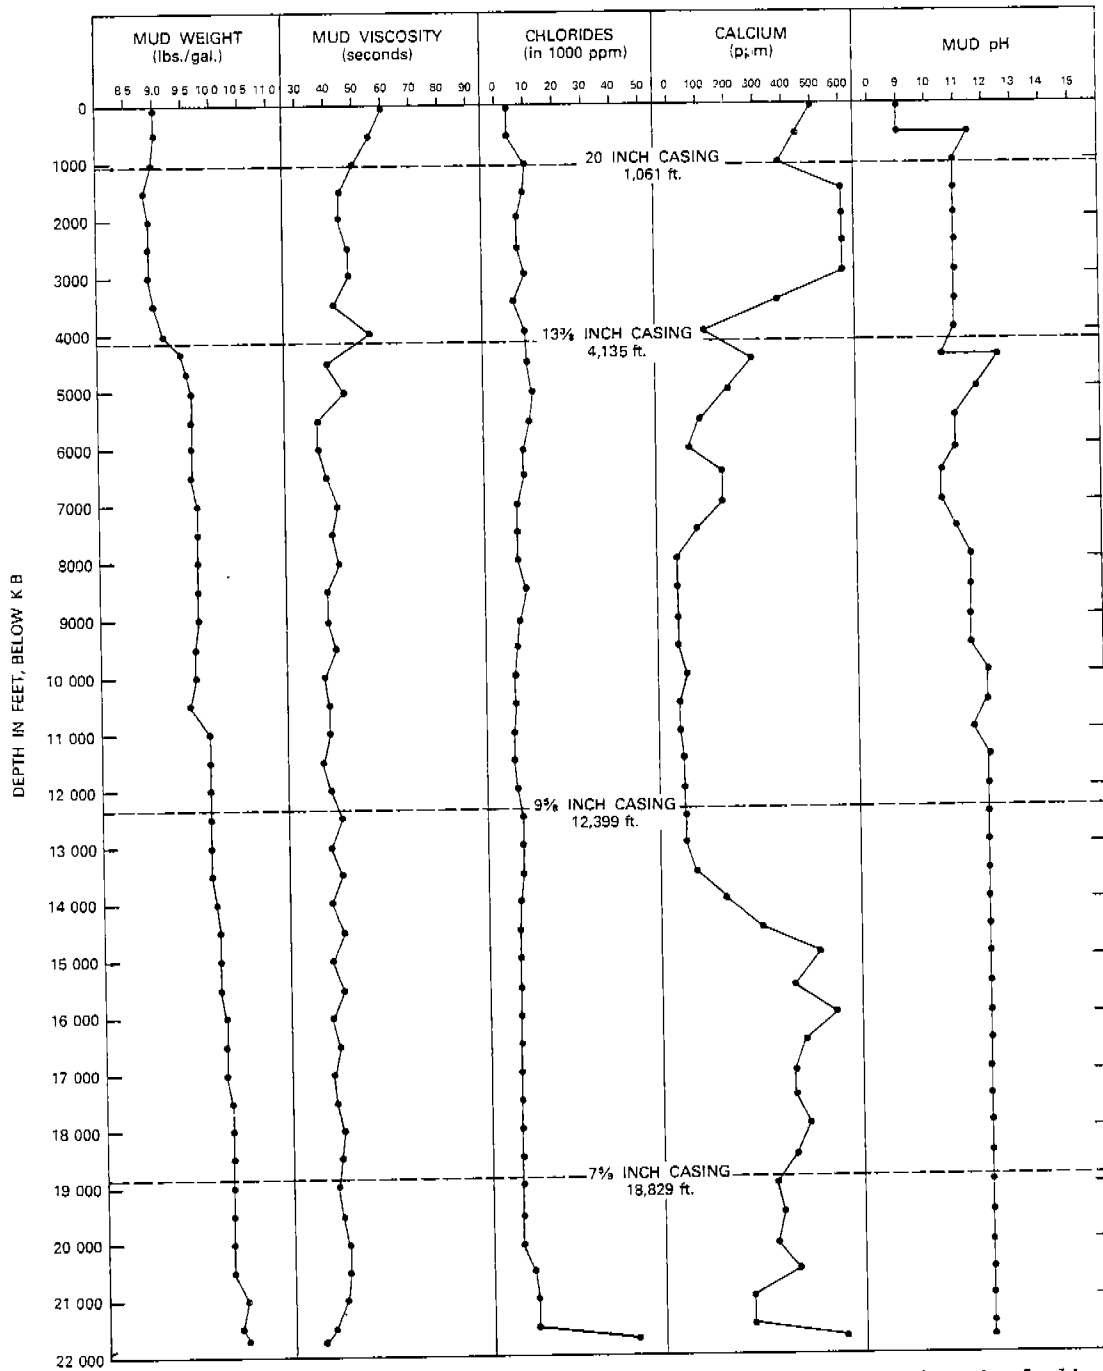 MUD WEIGHT
(lbs./gal.)
MUD VISCOSITY
(seconds)
CHLORIDES
(in 1000 ppm)
CALCIUM
(ppm)
MUD pH
8 5 9.0 9 5 10 0 10 5 11 0
30 40 50 60 70
0 10 20 30 40 50
0 100 200 300 400 500 600
8 9 10 11 12 13 14 15
DEPTH IN FEET, BELOW K B
0
1000
2000
3000
4000
5000
6000
7000
8000
9000
10 000
11 000
12 000
13 000
14 000
15 000
16 000
17 000
18 000
19 000
20 000
21 000
22 000
20 INCH CASING
1,061 ft.
13⅜ INCH CASING
4,135 ft.
9⅝ INCH CASING
12,399 ft.
INCH CASING
18,829 ft.